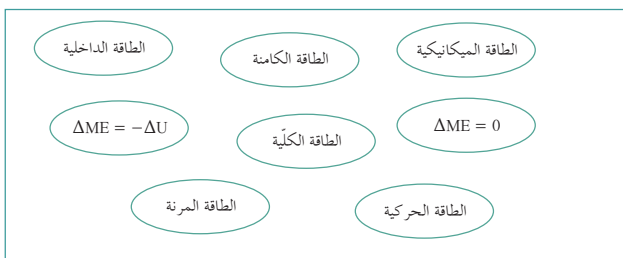 الطاقة الميكانيكية
الطاقة الكامنة
الطاقة الداخلية
ΔME = 0
الطاقة الكلّية
ΔME = −ΔU
الطاقة الحركية
الطاقة المرنة